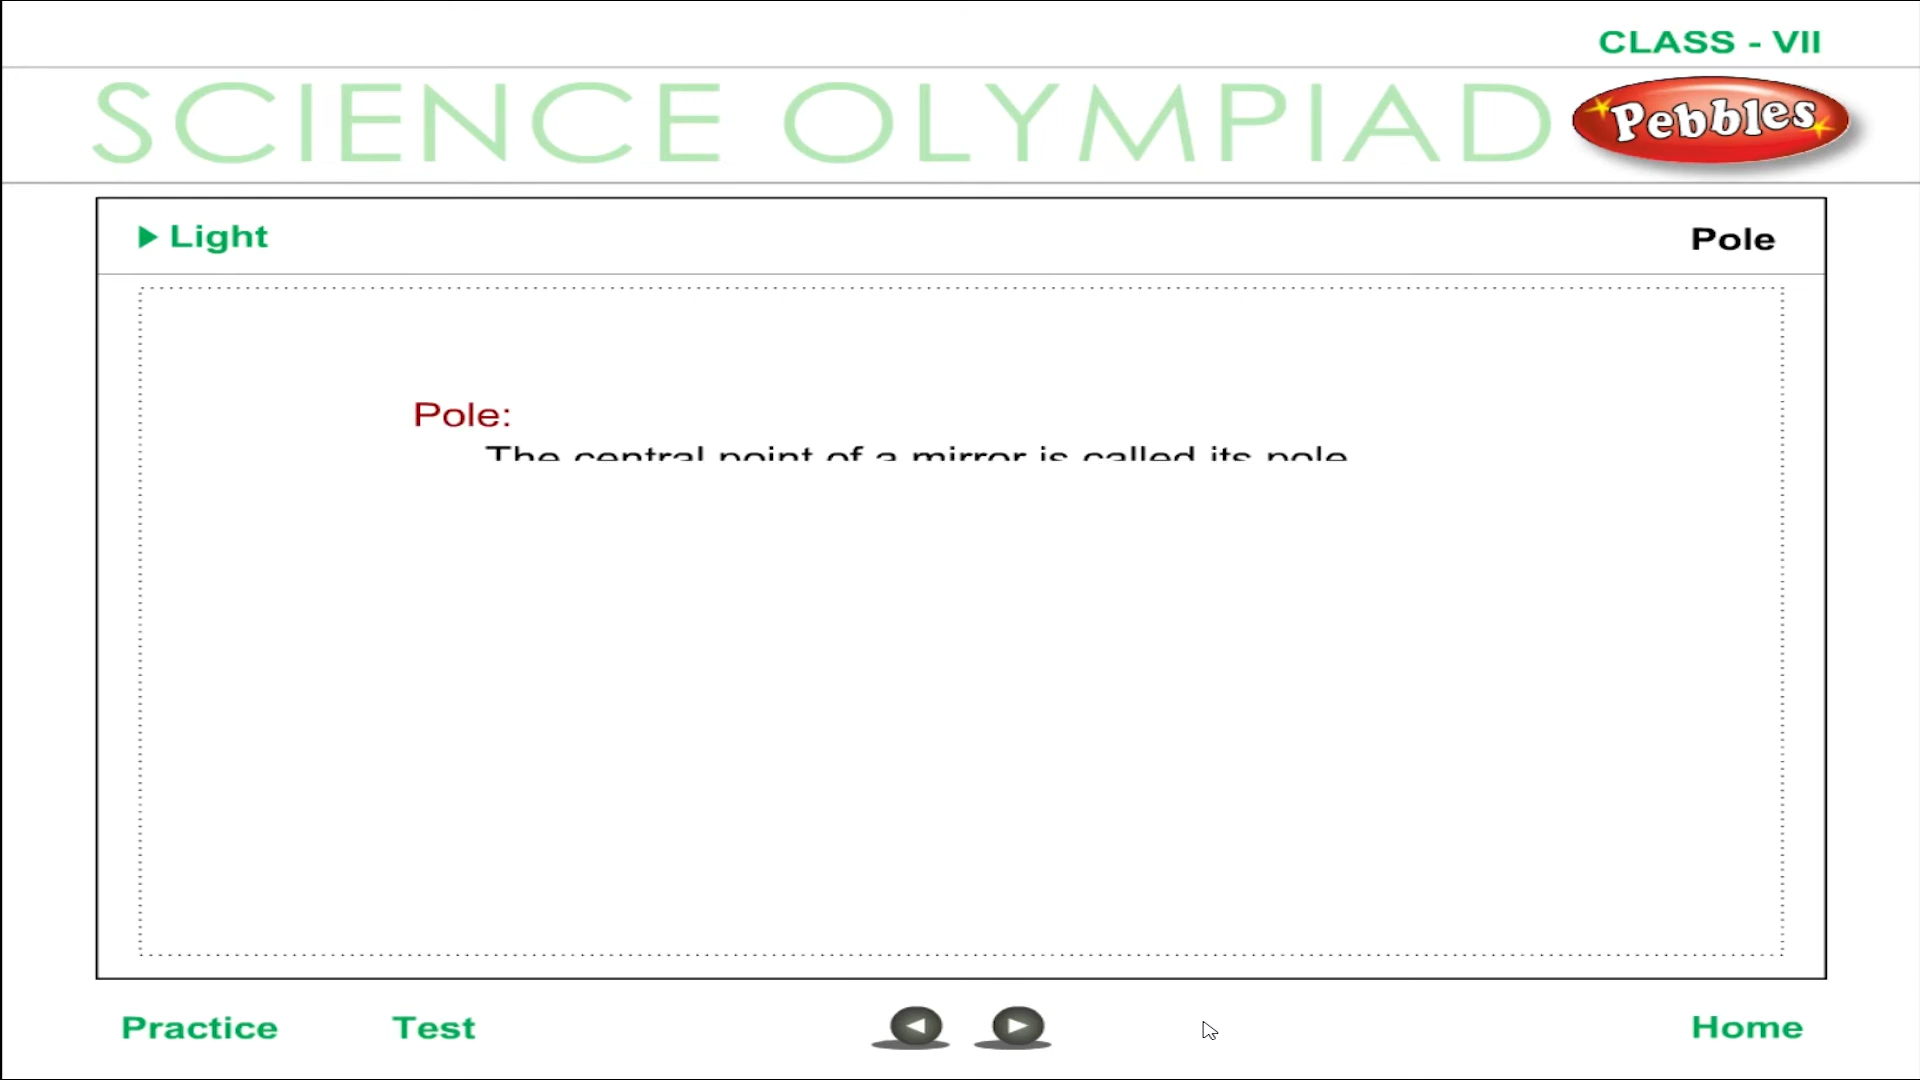 CLASS - VII
SCIENCE OLYMPIAD
Pebbles
Light
Pole
Pole:
The central point of a mirror is called its pole
Practice
Test
Home